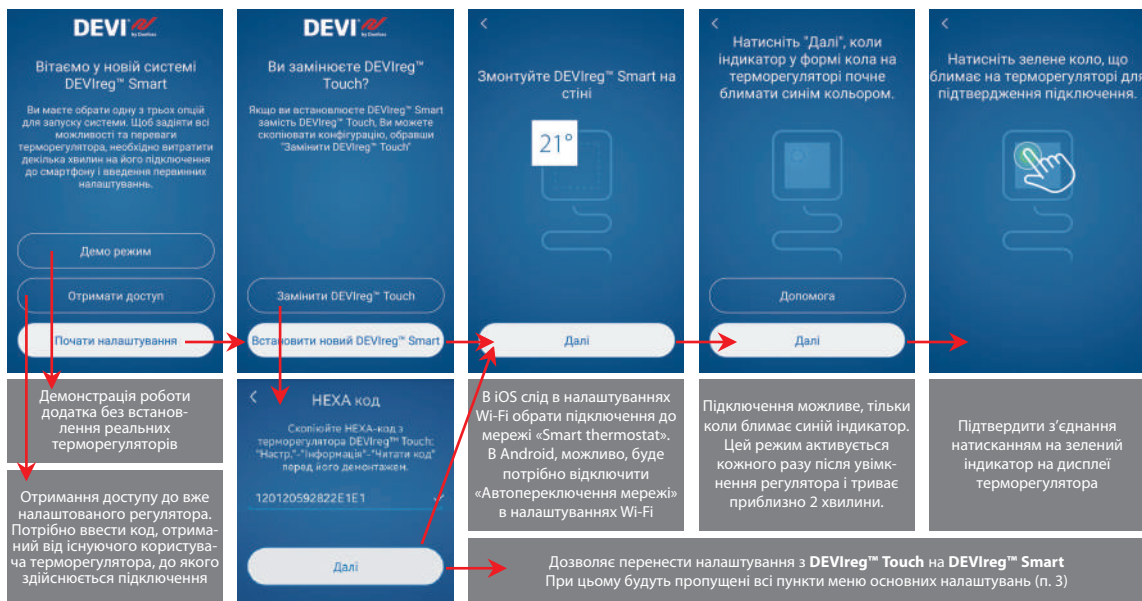 DEVI
by Danfoss
Вітаємо у новій системі
DEVIreg™ Smart
Ви маєте обрати одну з трьох опцій
для запуску системи. Щоб задіяти всі
можливості та переваги
терморегулятора, необхідно витратити
декілька хвилин на його підключення
до смартфону і введення первинних
налаштуваннь.
Демо режим
Отримати доступ
Почати налаштування
Демонстрація роботи
додатка без встанов-
лення реальних
терморегуляторів
Отримання доступу до вже
налаштованого регулятора.
Потрібно ввести код, отрима-
ний від існуючого користува-
ча терморегулятора, до якого
здійснюється підключення
DEVI
by Danfoss
Ви замінюєте DEVIreg™
Touch?
Якщо ви встановлюєте DEVIreg™ Smart
замість DEVIreg™ Touch, Ви можете
скопіювати конфігурацію, обравши
"Замінити DEVIreg™ Touch"
Замінити DEVIreg™ Touch
Встановити новий DEVIreg™ Smart
НЕХА код
Скопіюйте НЕХА-код з
терморегулятора DEVIreg™ Touch:
"Настр."-"Інформація"-"Читати код"
перед його демонтажем.
120120592822E1E1
Далі
Змонтуйте DEVIreg™ Smart на
стіні
21°
Далі
В iOS слід в налаштуваннях
Wi-Fi обрати підключення до
мережі «Smart thermostat».
В Android, можливо, буде
потрібно відключити
«Автопереключення мережі»
в налаштуваннях Wi-Fi
Натисніть "Далі", коли
індикатор у формі кола на
терморегуляторі почне
блимати синім кольором.
Допомога
Далі
Підключення можливе, тільки
коли блимає синій індикатор.
Цей режим активується
кожного разу після увімк-
нення регулятора і триває
приблизно 2 хвилини.
Натисніть зелене коло, що
блимає на терморегуляторі для
підтвердження підключення.
Підтвердити з’єднання
натисканням на зелений
індикатор на дисплеї
терморегулятора
Дозволяє перенести налаштування з DEVIreg™ Touch на DEVIreg™ Smart
При цьому будуть пропущені всі пункти меню основних налаштувань (п. 3)